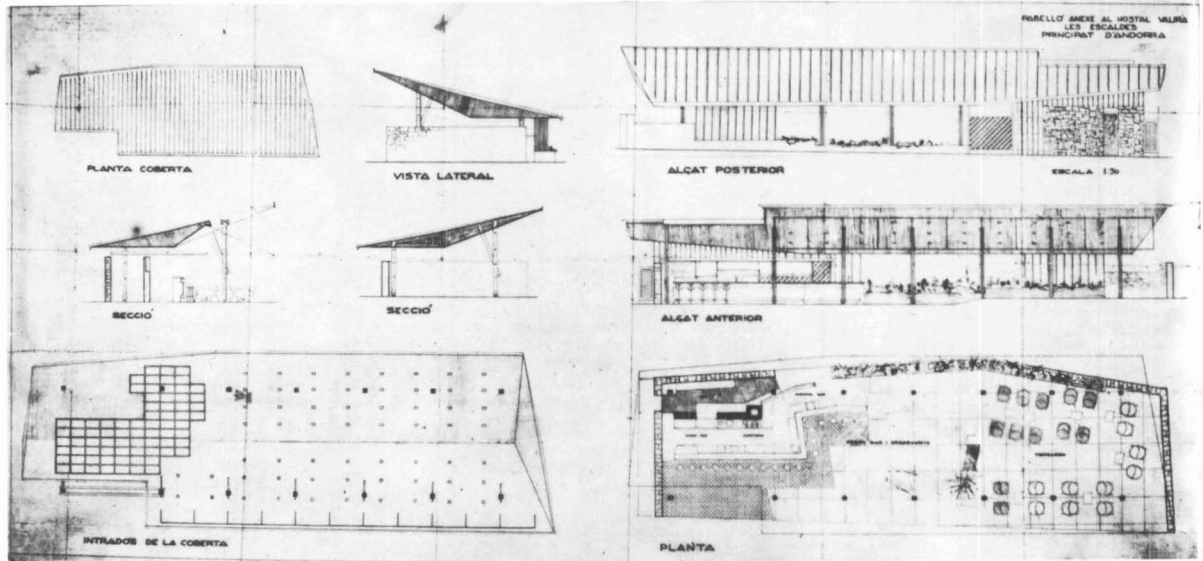 PABELLÓ ANEXE AL HOSTAL VALIRA
LES ESCALDES
PRINCIPAT D'ANDORRA
PLANTA COBERTA
VISTA LATERAL
ALÇAT POSTERIOR
ESCALA 1:50
SECCIÓ
SECCIÓ
ALÇAT ANTERIOR
INTRADÓS DE LA COBERTA
PLANTA